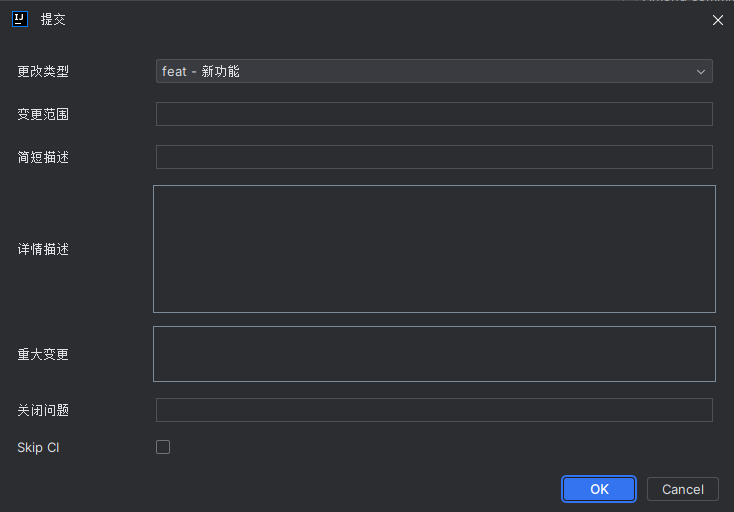 提交
更改类型
feat - 新功能
变更范围
简短描述
详情描述
重大变更
关闭问题
Skip CI
OK
Cancel